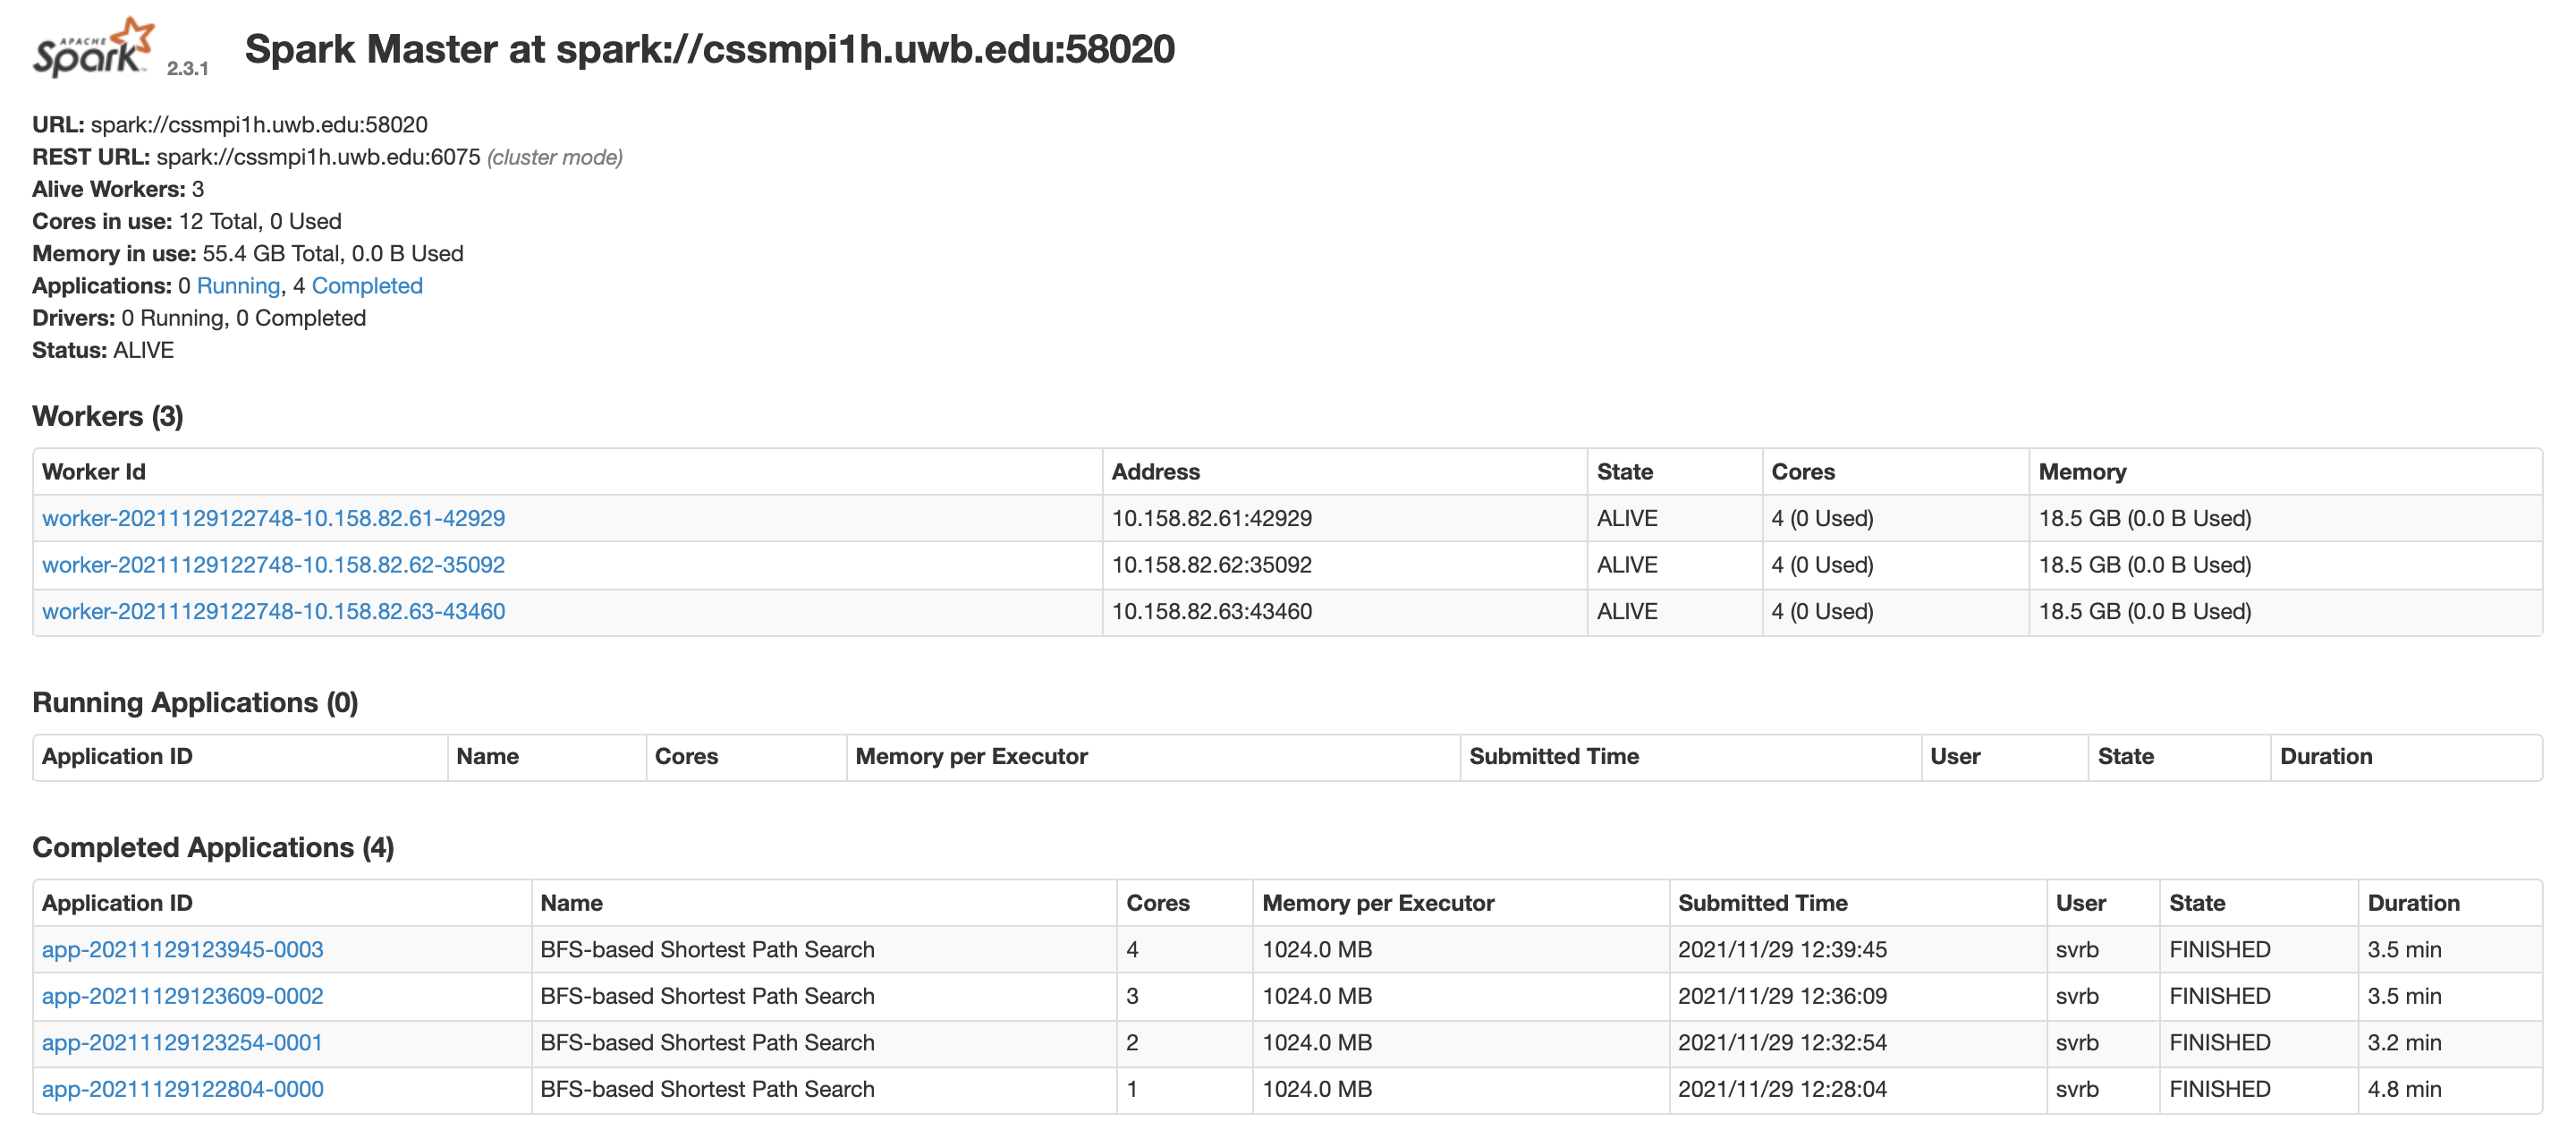 APACHE
Spark 2.3.1 Spark Master at spark://cssmpi1h.uwb.edu:58020
URL: spark://cssmpi1h.uwb.edu:58020
REST URL: spark://cssmpi1h.uwb.edu:6075 (cluster mode)
Alive Workers: 3
Cores in use: 12 Total, 0 Used
Memory in use: 55.4 GB Total, 0.0 B Used
Applications: 0 Running, 4 Completed
Drivers: 0 Running, 0 Completed
Status: ALIVE
Workers (3)
Worker Id Address State Cores Memory
worker-20211129122748-10.158.82.61-42929 10.158.82.61:42929 ALIVE 4 (0 Used) 18.5 GB (0.0 B Used)
worker-20211129122748-10.158.82.62-35092 10.158.82.62:35092 ALIVE 4 (0 Used) 18.5 GB (0.0 B Used)
worker-20211129122748-10.158.82.63-43460 10.158.82.63:43460 ALIVE 4 (0 Used) 18.5 GB (0.0 B Used)
Running Applications (0)
Application ID Name Cores Memory per Executor Submitted Time User State Duration
Completed Applications (4)
Application ID Name Cores Memory per Executor Submitted Time User State Duration
app-20211129123945-0003 BFS-based Shortest Path Search 4 1024.0 MB 2021/11/29 12:39:45 svrb FINISHED 3.5 min
app-20211129123609-0002 BFS-based Shortest Path Search 3 1024.0 MB 2021/11/29 12:36:09 svrb FINISHED 3.5 min
app-20211129123254-0001 BFS-based Shortest Path Search 2 1024.0 MB 2021/11/29 12:32:54 svrb FINISHED 3.2 min
app-20211129122804-0000 BFS-based Shortest Path Search 1 1024.0 MB 2021/11/29 12:28:04 svrb FINISHED 4.8 min